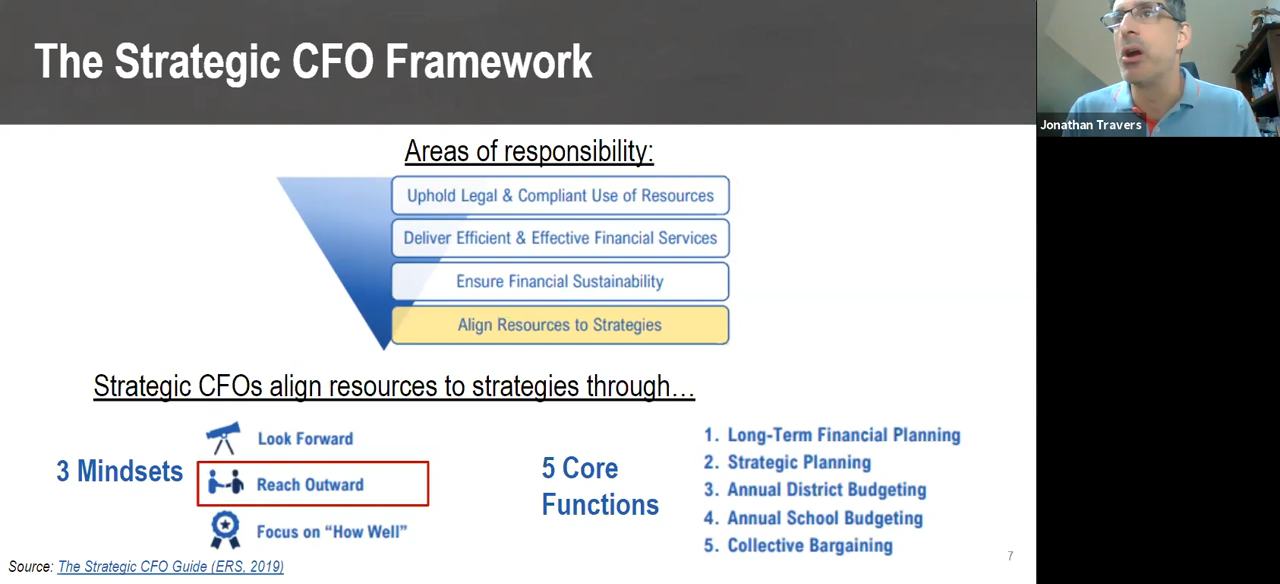 The Strategic CFO Framework
Jonathan Travers
Areas of responsibility:
Uphold Legal & Compliant Use of Resources
Deliver Efficient & Effective Financial Services
Ensure Financial Sustainability
Align Resources to Strategies
Strategic CFOs align resources to strategies through…
3 Mindsets
Look Forward
Reach Outward
Focus on "How Well"
5 Core
Functions
1. Long-Term Financial Planning
2. Strategic Planning
3. Annual District Budgeting
4. Annual School Budgeting
5. Collective Bargaining
Source: The Strategic CFO Guide (ERS, 2019)
7